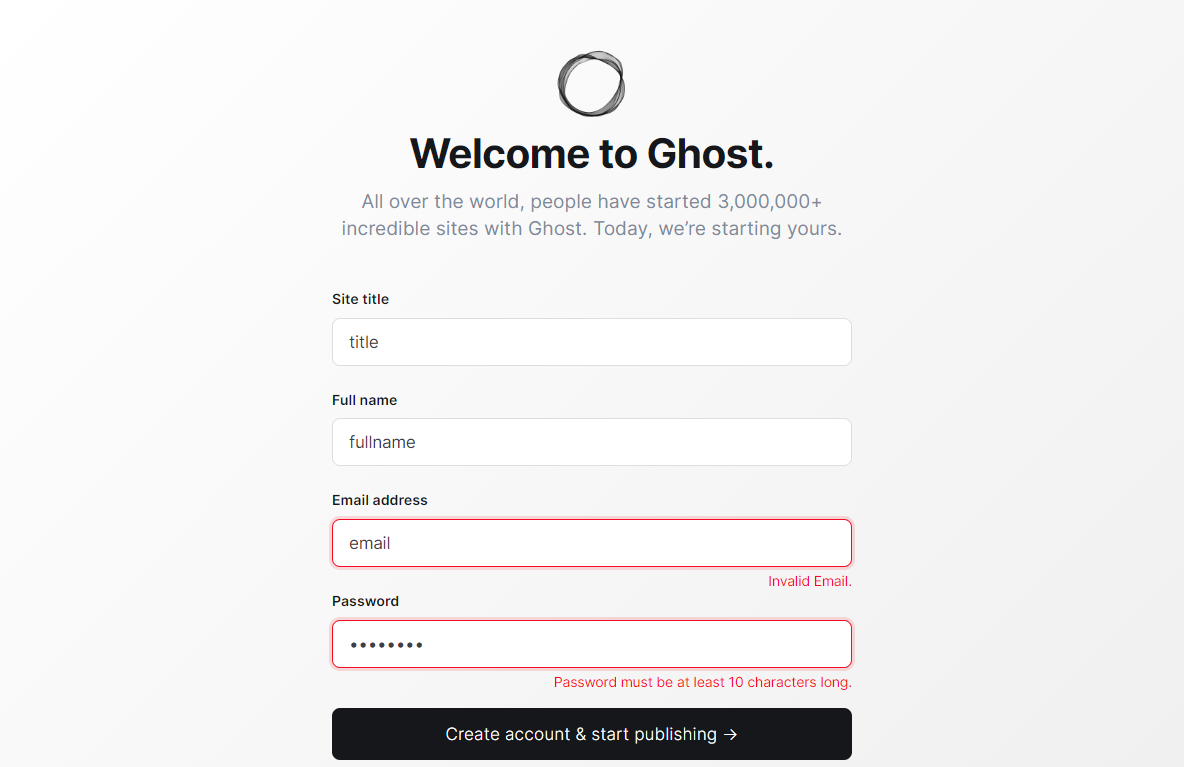 Welcome to Ghost.
All over the world, people have started 3,000,000+
incredible sites with Ghost. Today, we’re starting yours.
Site title
title
Full name
fullname
Email address
email
Invalid Email.
Password
••••••••
Password must be at least 10 characters long.
Create account & start publishing →